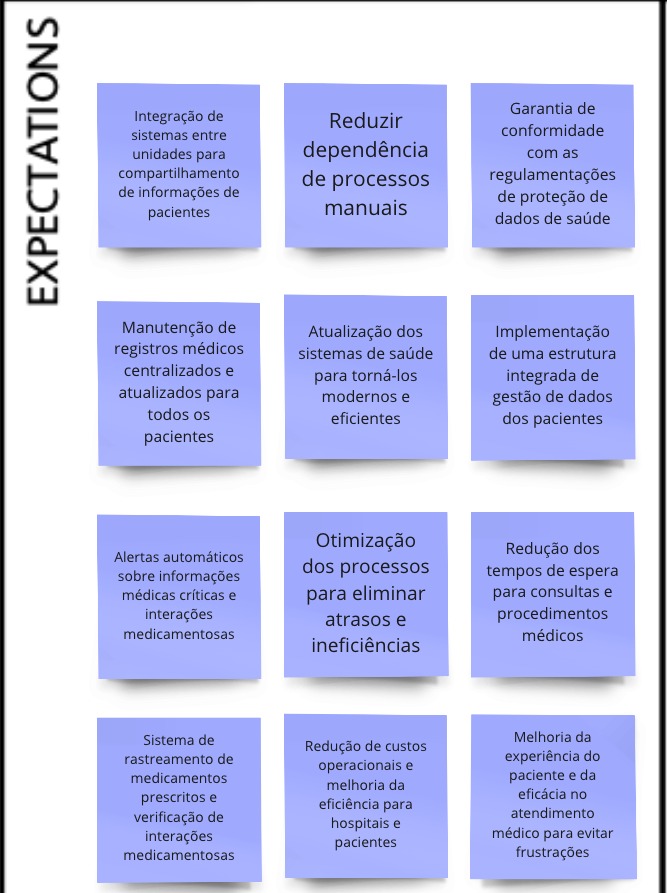 EXPECTATIONS
Integração de
sistemas entre
unidades para
compartilhamento
de informações de
pacientes
Reduzir
dependência
de processos
manuais
Garantia de
conformidade
com as
regulamentações
de proteção de
dados de saúde
Manutenção de
registros médicos
centralizados e
atualizados para
todos os
pacientes
Atualização dos
sistemas de saúde
para torná-los
modernos e
eficientes
Implementação
de uma estrutura
integrada de
gestão de dados
dos pacientes
Alertas automáticos
sobre informações
médicas críticas e
interações
medicamentosas
Otimização
dos processos
para eliminar
atrasos e
ineficiências
Redução dos
tempos de espera
para consultas e
procedimentos
médicos
Sistema de
rastreamento de
medicamentos
prescritos e
verificação de
interações
medicamentosas
Redução de custos
operacionais e
melhoria da
eficiência para
hospitais e
pacientes
Melhoria da
experiência do
paciente e da
eficácia no
atendimento
médico para evitar
frustrações